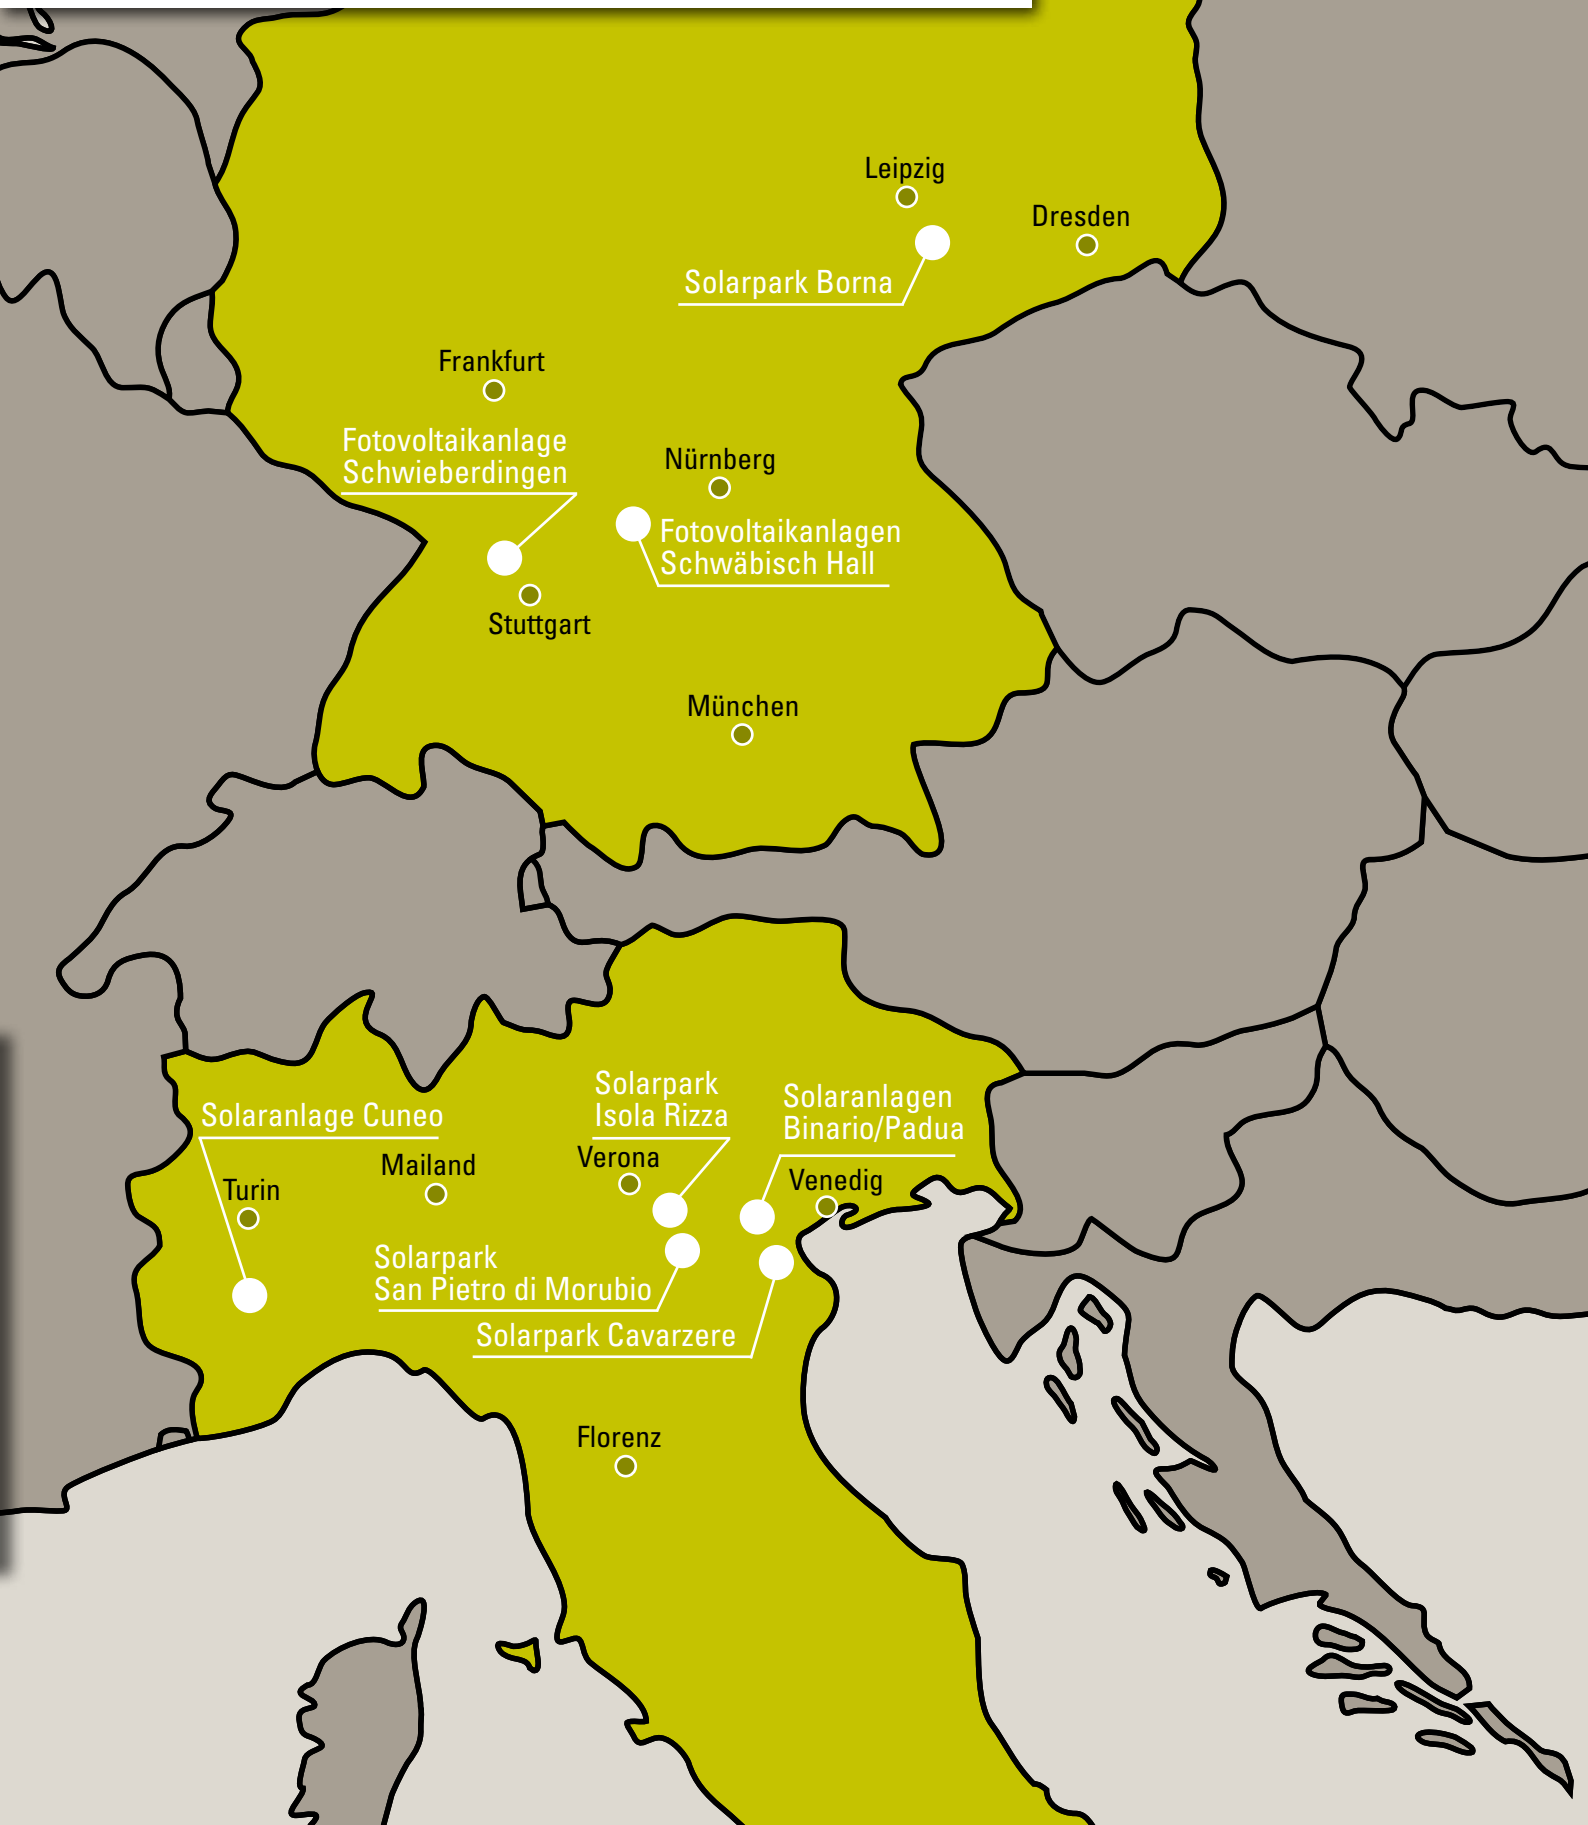 Leipzig
Dresden
Solarpark Borna
Frankfurt
Fotovoltaikanlage
Schwieberdingen
Nürnberg
Fotovoltaikanlagen
Schwäbisch Hall
Stuttgart
München
Solarpark
Isola Rizza
Solaranlagen
Binario/Padua
Solaranlage Cuneo
Verona
Mailand
Venedig
Turin
Solarpark
San Pietro di Morubio
Solarpark Cavarzere
Florenz